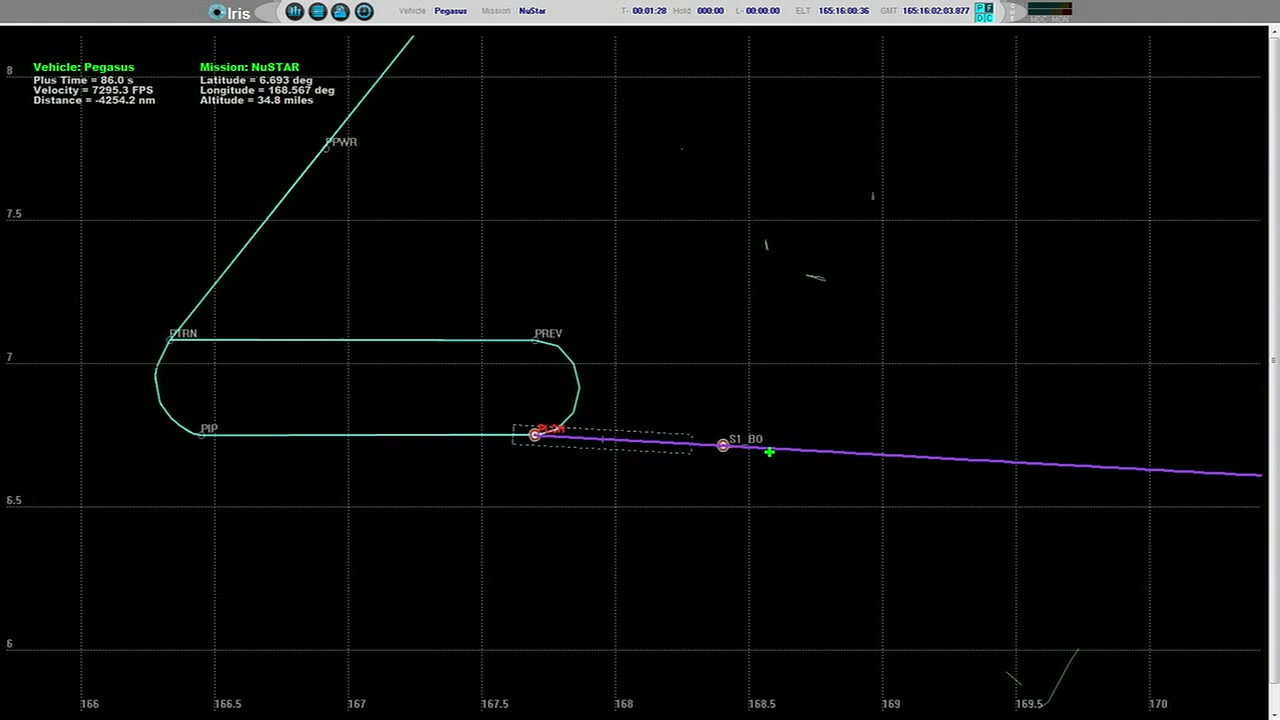 Iris Vehicle Pegasus Mission NuStar T- 00:01:28 Hold 000:00 L- 00:00:00 ELT 165:16:00:36 GMT 165:16:02:03.877 P F D C MOC MON
8
Vehicle: Pegasus Mission: NuSTAR
Plus Time = 86.0 s Latitude = 6.693 deg
Velocity = 7295.3 FPS Longitude = 168.567 deg
Distance = -4254.2 nm Altitude = 34.8 miles
PPWR
7.5
PTRN PREV
7
PIP
S1_BO
6.5
6
166 166.5 167 167.5 168 168.5 169 169.5 170